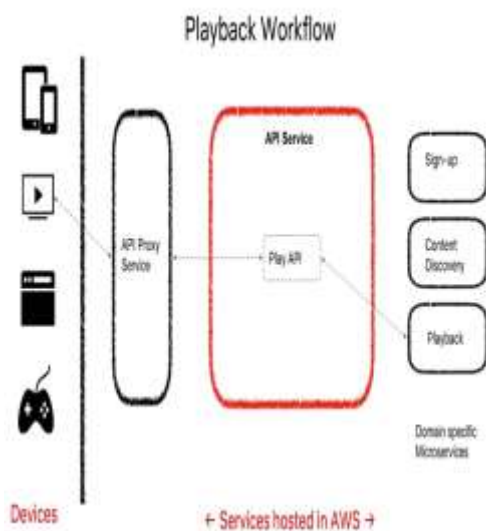 Playback Workflow
API Service
Sign-up
API Proxy
Service
Play API
Content
Discovery
Playback
Domain specific
Microservices
Devices
← Services hosted in AWS →